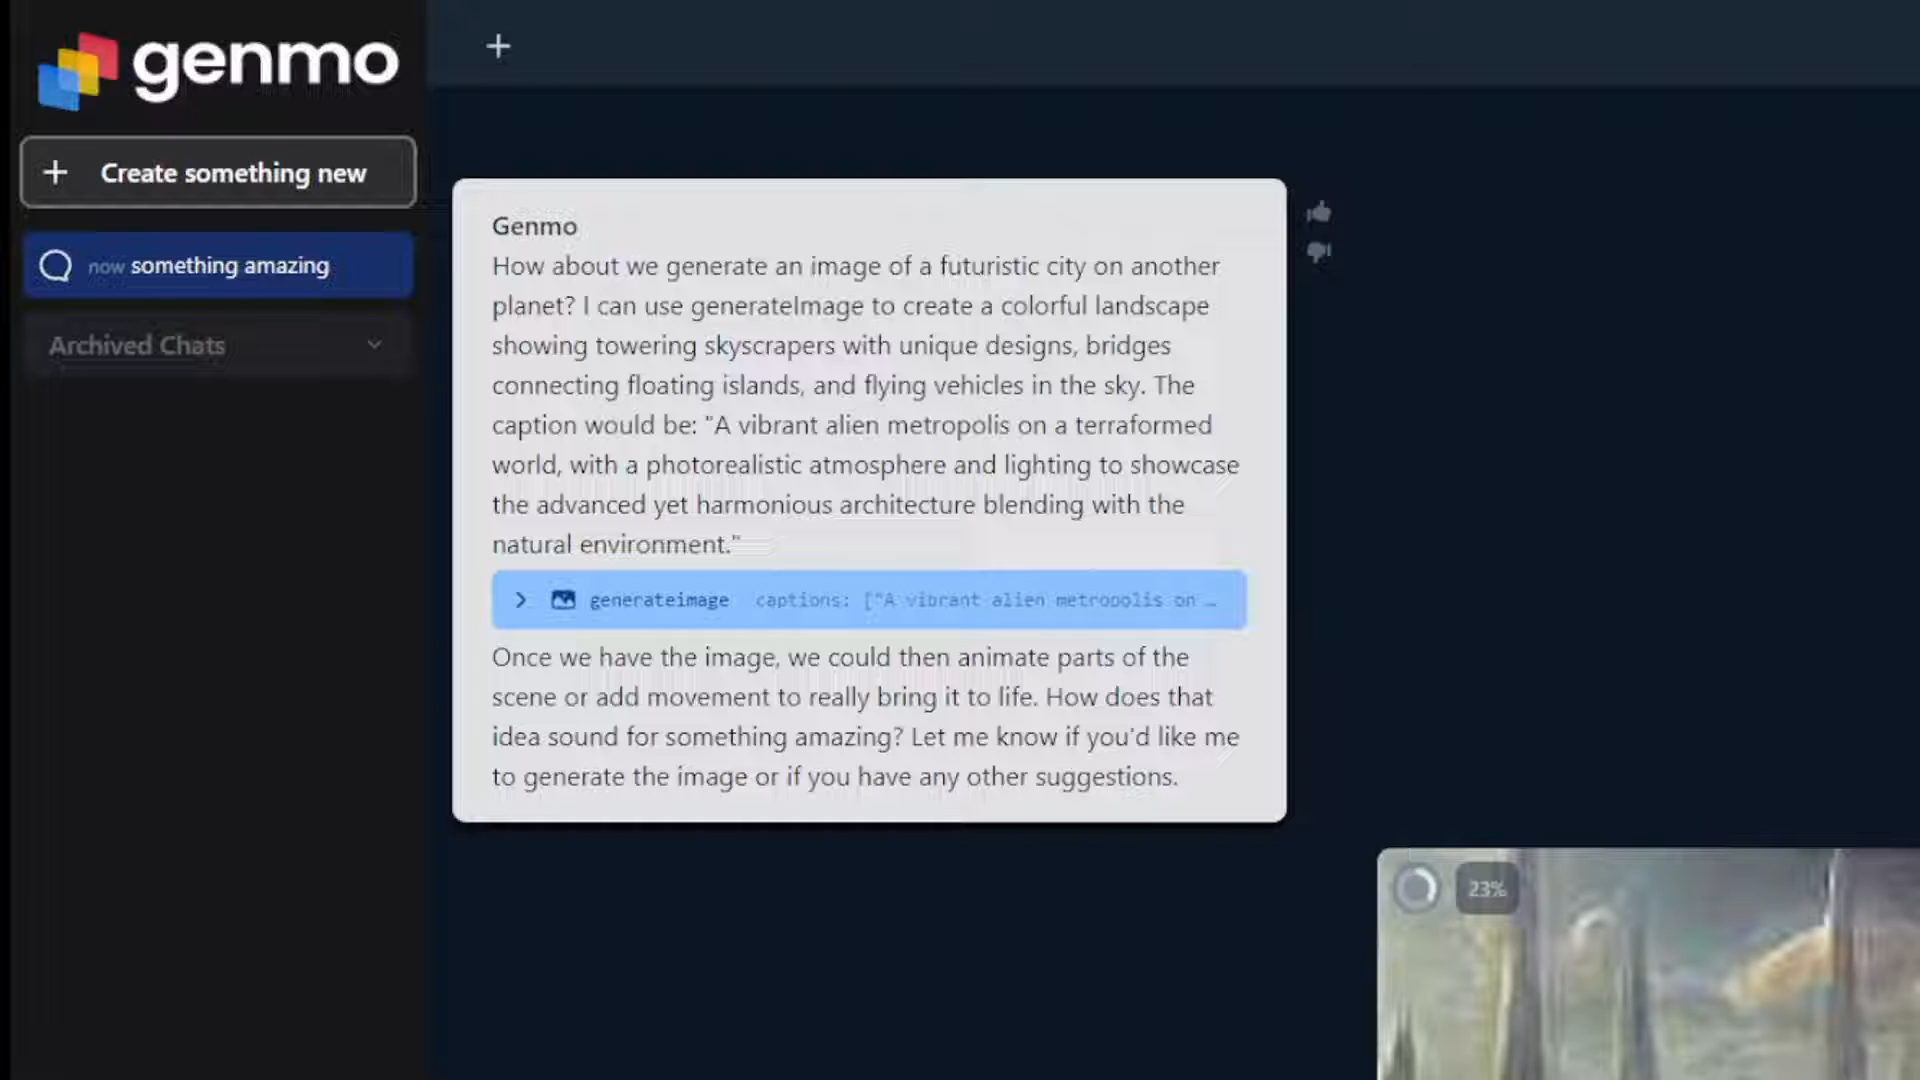 genmo
Create something new
now something amazing
Archived Chats
Genmo
How about we generate an image of a futuristic city on another
planet? I can use generateImage to create a colorful landscape
showing towering skyscrapers with unique designs, bridges
connecting floating islands, and flying vehicles in the sky. The
caption would be: "A vibrant alien metropolis on a terraformed
world, with a photorealistic atmosphere and lighting to showcase
the advanced yet harmonious architecture blending with the
natural environment."
generateimage captions: ["A vibrant alien metropolis on …
Once we have the image, we could then animate parts of the
scene or add movement to really bring it to life. How does that
idea sound for something amazing? Let me know if you'd like me
to generate the image or if you have any other suggestions.
23%